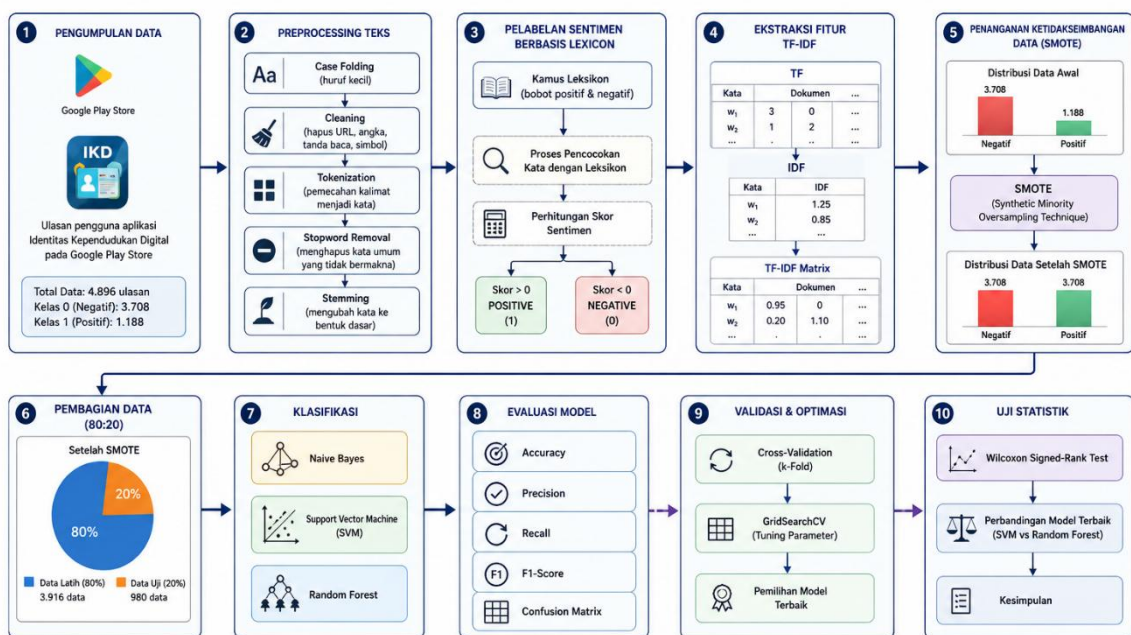 1
PENGUMPULAN DATA
Google Play Store
IKD
Ulasan pengguna aplikasi
Identitas Kependudukan Digital
pada Google Play Store
Total Data: 4.896 ulasan
Kelas 0 (Negatif): 3.708
Kelas 1 (Positif): 1.188
2
PREPROCESSING TEKS
Aa
Case Folding
(huruf kecil)
Cleaning
(hapus URL, angka,
tanda baca, simbol)
Tokenization
(pemecahan kalimat
menjadi kata)
Stopword Removal
(menghapus kata umum
yang tidak bermakna)
Stemming
(mengubah kata ke
bentuk dasar)
3
PELABELAN SENTIMEN
BERBASIS LEXICON
Kamus Leksikon
(bobot positif & negatif)
Proses Pencocokan
Kata dengan Leksikon
Perhitungan Skor
Sentimen
Skor > 0
POSITIVE
(1)
Skor < 0
NEGATIVE
(0)
4
EKSTRAKSI FITUR
TF-IDF
TF
Kata Dokumen ...
w₁ 3 0 ...
w₂ 1 2 ...
... . .. ...
IDF
Kata IDF
w₁ 1.25
w₂ 0.85
... ...
TF-IDF Matrix
Kata Dokumen ...
w₁ 0.95 0 ...
w₂ 0.20 1.10 ...
... . . ...
5
PENANGANAN KETIDAKSEIMBANGAN
DATA (SMOTE)
Distribusi Data Awal
3.708 1.188
Negatif Positif
SMOTE
(Synthetic Minority
Oversampling Technique)
Distribusi Data Setelah SMOTE
3.708 3.708
Negatif Positif
6
PEMBAGIAN DATA
(80:20)
Setelah SMOTE
20%
80%
Data Latih (80%) Data Uji (20%)
3.916 data 980 data
7
KLASIFIKASI
Naive Bayes
Support Vector Machine
(SVM)
Random Forest
8
EVALUASI MODEL
Accuracy
Precision
Recall
F1
F1-Score
Confusion Matrix
9
VALIDASI & OPTIMASI
Cross-Validation
(k-Fold)
GridSearchCV
(Tuning Parameter)
Pemilihan Model
Terbaik
10
UJI STATISTIK
Wilcoxon Signed-Rank Test
Perbandingan Model Terbaik
(SVM vs Random Forest)
Kesimpulan